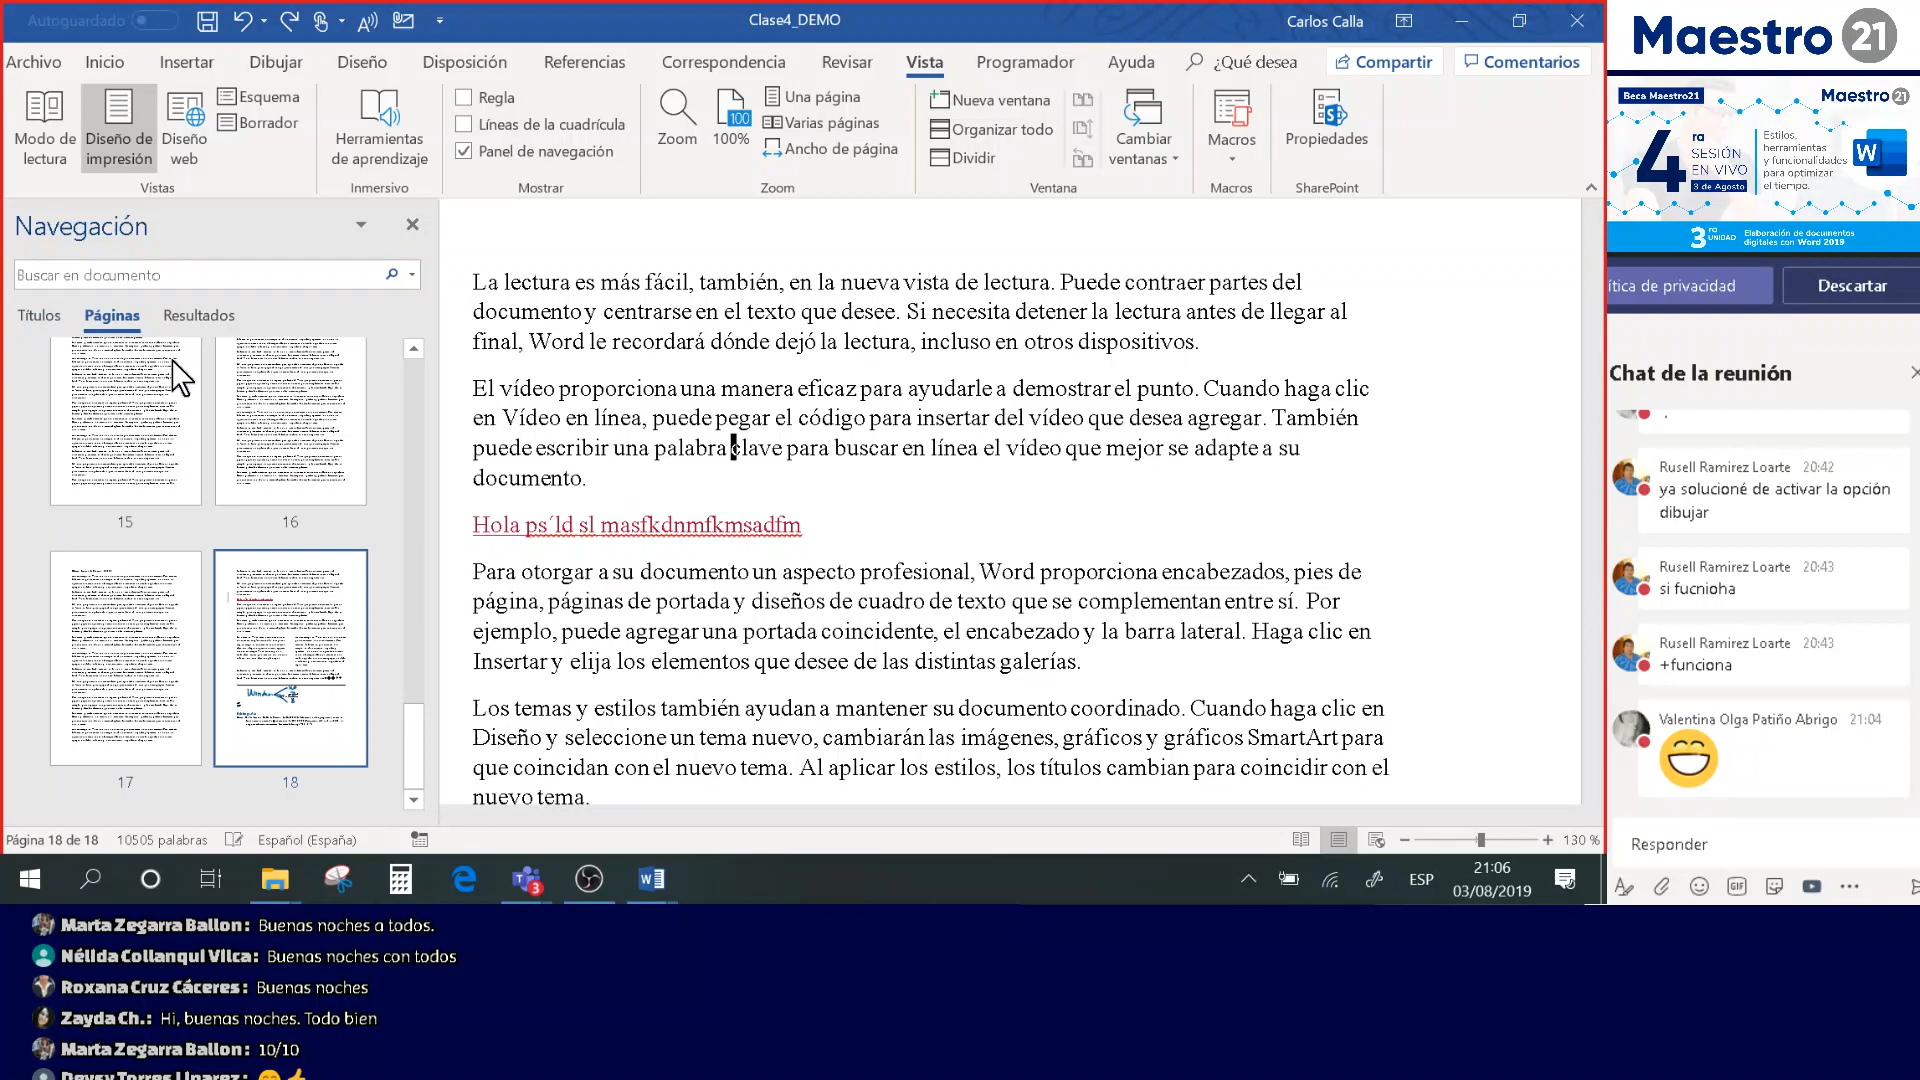 Autoguardado
Clase4_DEMO
Carlos Calla
Archivo Inicio Insertar Dibujar Diseño Disposición Referencias Correspondencia Revisar Vista Programador Ayuda ¿Qué desea Compartir Comentarios
Modo de lectura
Diseño de impresión
Diseño web
Esquema
Borrador
Vistas
Herramientas de aprendizaje
Inmersivo
Regla
Líneas de la cuadrícula
Panel de navegación
Mostrar
Zoom
100
100%
Una página
Varias páginas
Ancho de página
Zoom
Nueva ventana
Organizar todo
Dividir
Cambiar ventanas
Ventana
Macros
Macros
Propiedades
SharePoint
Navegación
Buscar en documento
Títulos Páginas Resultados
15 16
17 18
La lectura es más fácil, también, en la nueva vista de lectura. Puede contraer partes del
documento y centrarse en el texto que desee. Si necesita detener la lectura antes de llegar al
final, Word le recordará dónde dejó la lectura, incluso en otros dispositivos.
El vídeo proporciona una manera eficaz para ayudarle a demostrar el punto. Cuando haga clic
en Vídeo en línea, puede pegar el código para insertar del vídeo que desea agregar. También
puede escribir una palabra clave para buscar en línea el vídeo que mejor se adapte a su
documento.
Hola ps´ld sl masfkdnmfkmsadfm
Para otorgar a su documento un aspecto profesional, Word proporciona encabezados, pies de
página, páginas de portada y diseños de cuadro de texto que se complementan entre sí. Por
ejemplo, puede agregar una portada coincidente, el encabezado y la barra lateral. Haga clic en
Insertar y elija los elementos que desee de las distintas galerías.
Los temas y estilos también ayudan a mantener su documento coordinado. Cuando haga clic en
Diseño y seleccione un tema nuevo, cambiarán las imágenes, gráficos y gráficos SmartArt para
que coincidan con el nuevo tema. Al aplicar los estilos, los títulos cambian para coincidir con el
nuevo tema.
Página 18 de 18 10505 palabras Español (España) 130 %
3
ESP
21:06
03/08/2019
Maestro 21
Beca Maestro21
Maestro 21
4ra
SESIÓN
EN VIVO
3 de Agosto
Estilos,
herramientas
y funcionalidades
para optimizar
el tiempo.
W
3ra UNIDAD
Elaboración de documentos
digitales con Word 2019
ítica de privacidad Descartar
Chat de la reunión
Rusell Ramirez Loarte 20:42
ya solucioné de activar la opción
dibujar
Rusell Ramirez Loarte 20:43
si fucnioha
Rusell Ramirez Loarte 20:43
+funciona
Valentina Olga Patiño Abrigo 21:04
Responder
GIF
Marta Zegarra Ballon: Buenas noches a todos.
Nélida Collanqui Vilca: Buenas noches con todos
Roxana Cruz Cáceres: Buenas noches
Zayda Ch.: Hi, buenas noches. Todo bien
Marta Zegarra Ballon: 10/10
Deysy Torres Linarez: